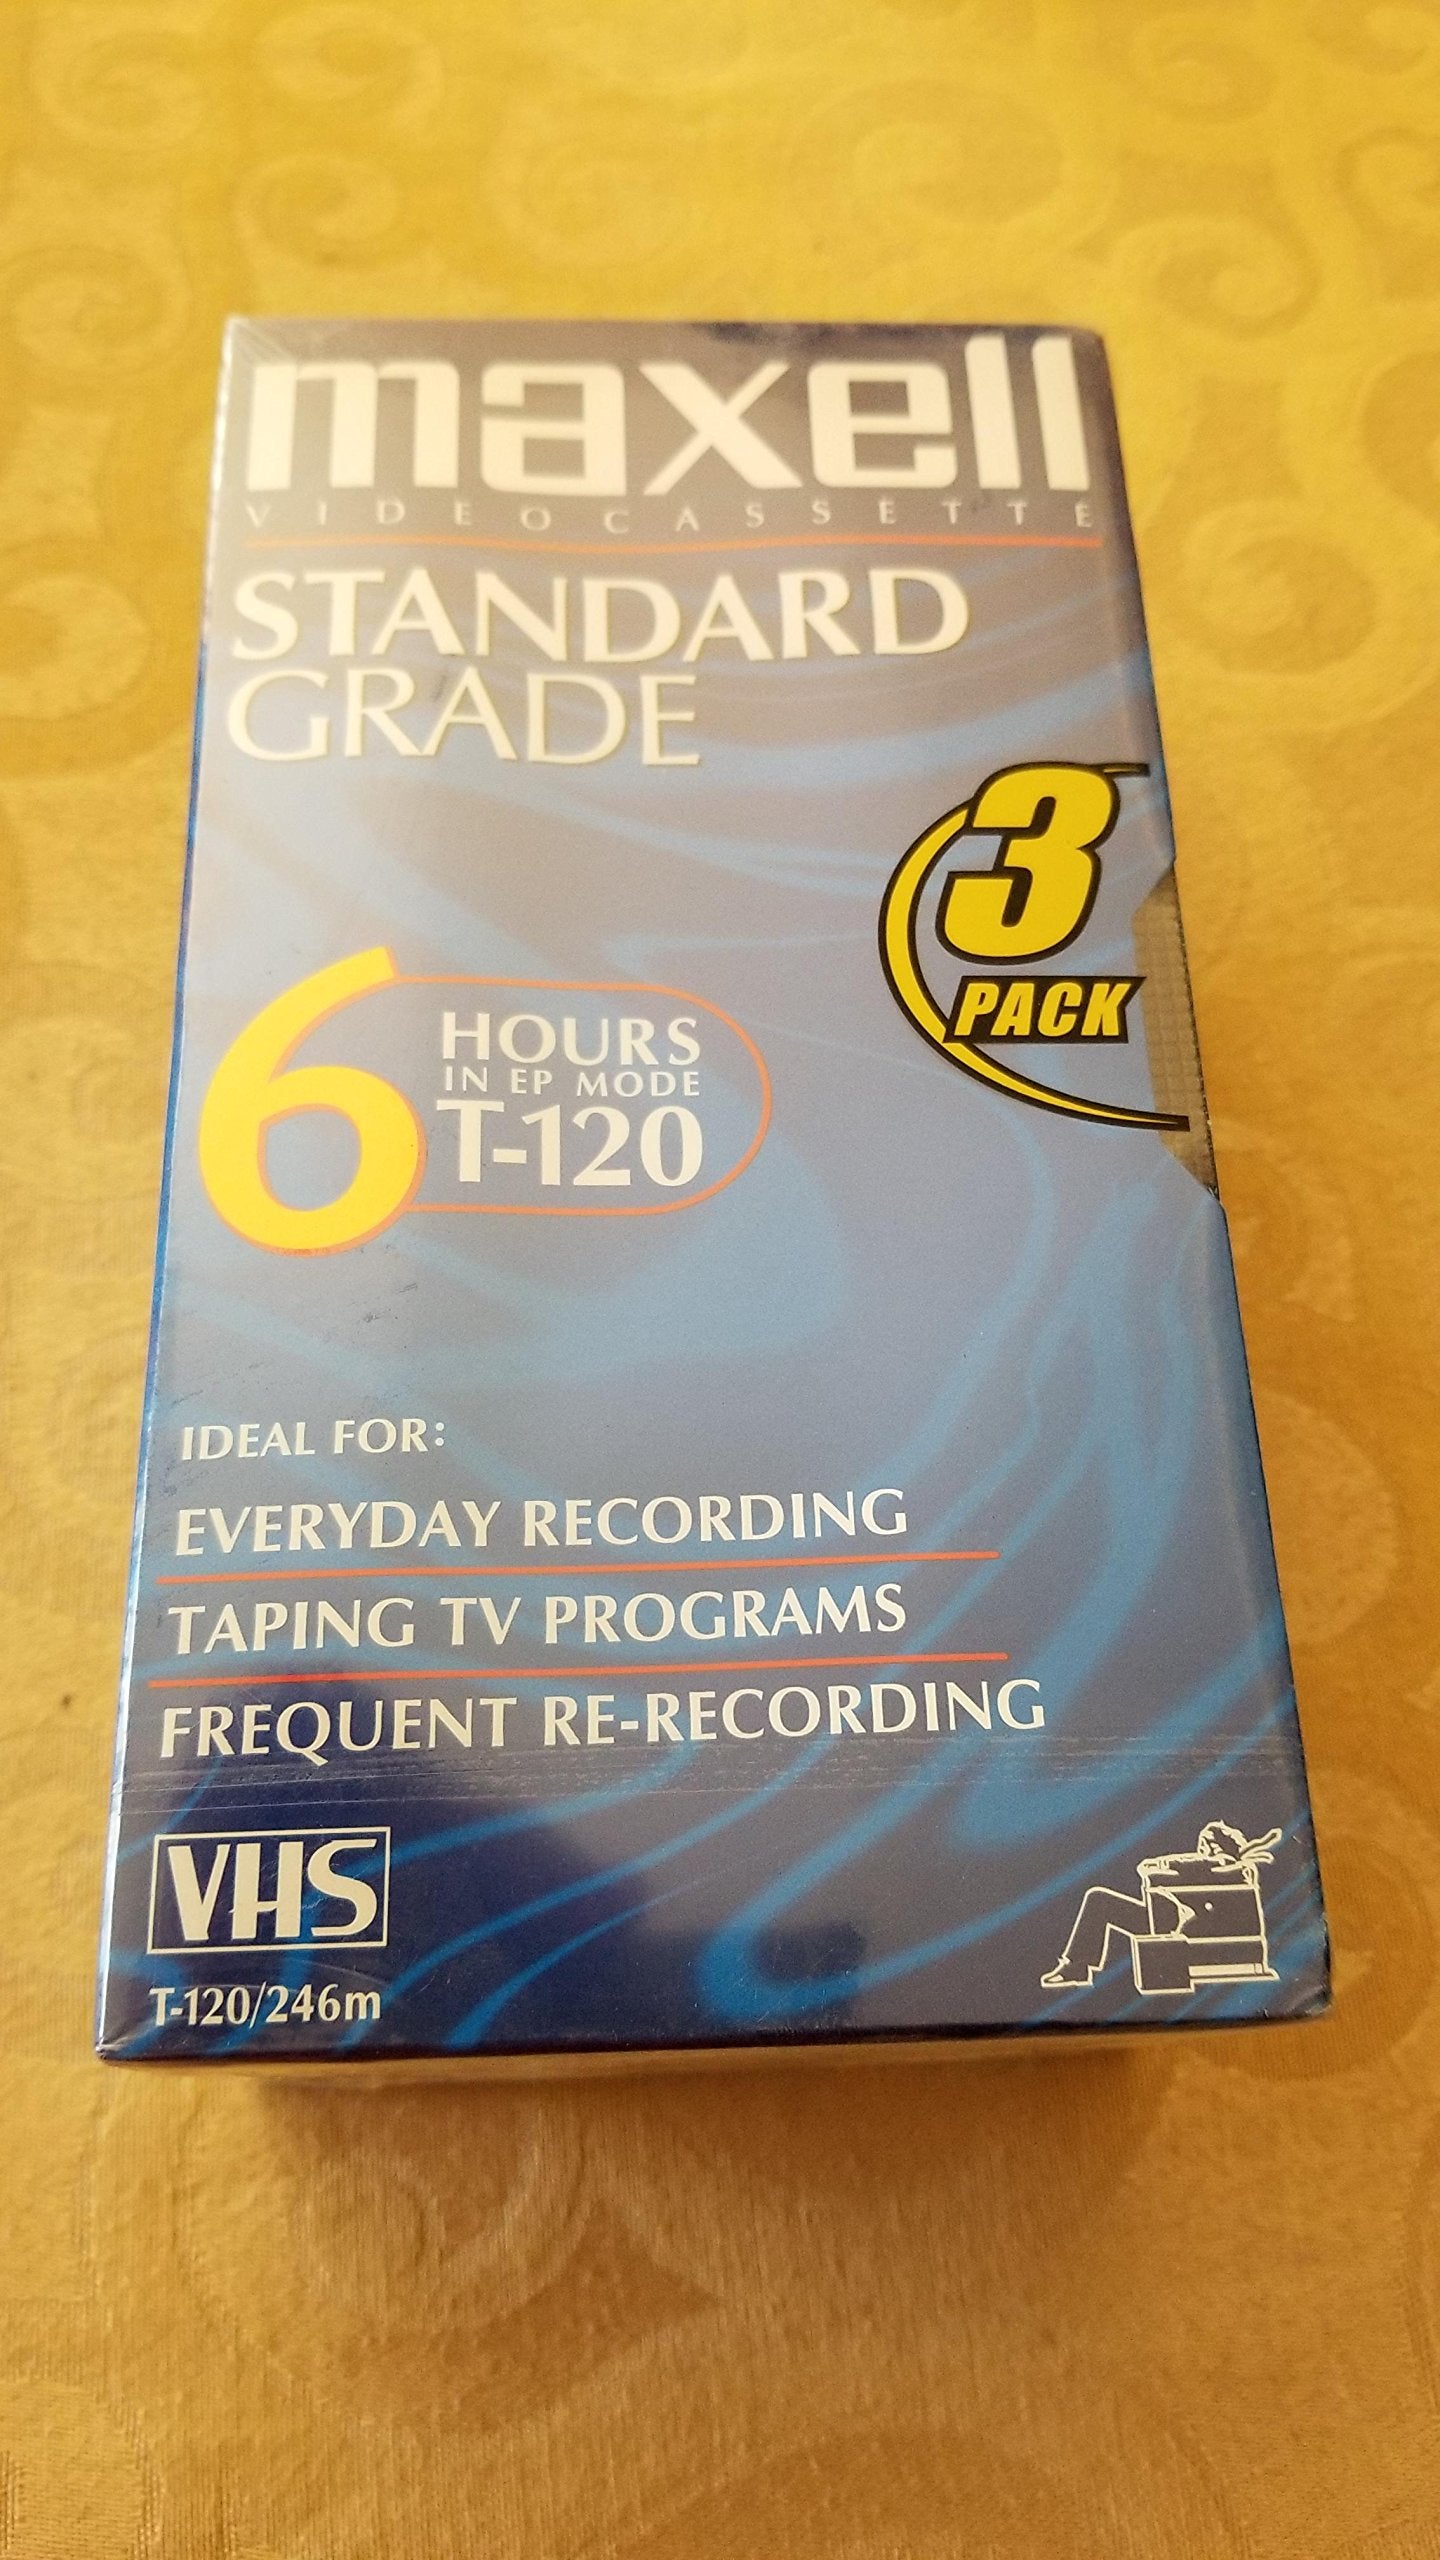 maxell
VIDEOCASSETTE
STANDARD
GRADE
3
PACK
6 HOURS
IN EP MODE
T-120
IDEAL FOR:
EVERYDAY RECORDING
TAPING TV PROGRAMS
FREQUENT RE-RECORDING
VHS
T-120/246m